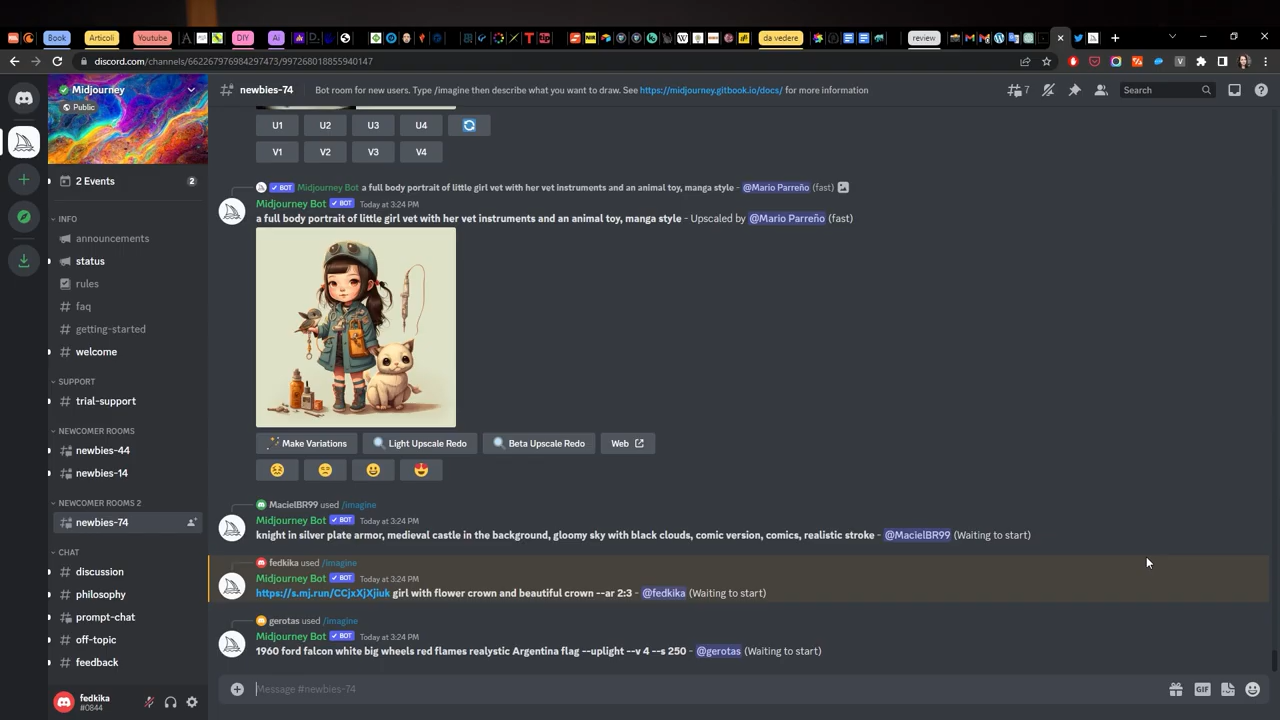 Book
Articoli
Youtube
DIY
Ai
da vedere
review
discord.com/channels/662267976984297473/997268018855940147
Midjourney
Public
2 Events
2
INFO
announcements
status
rules
faq
getting-started
welcome
SUPPORT
trial-support
NEWCOMER ROOMS
newbies-44
newbies-14
NEWCOMER ROOMS 2
newbies-74
CHAT
discussion
philosophy
prompt-chat
off-topic
feedback
fedkika
#0844
newbies-74 Bot room for new users. Type /imagine then describe what you want to draw. See https://midjourney.gitbook.io/docs/ for more information
7
Search
U1 U2 U3 U4
V1 V2 V3 V4
BOT Midjourney Bot a full body portrait of little girl vet with her vet instruments and an animal toy, manga style - @Mario Parreño (fast)
Midjourney Bot BOT Today at 3:24 PM
a full body portrait of little girl vet with her vet instruments and an animal toy, manga style - Upscaled by @Mario Parreño (fast)
Make Variations Light Upscale Redo Beta Upscale Redo Web
MacielBR99 used /imagine
Midjourney Bot BOT Today at 3:24 PM
knight in silver plate armor, medieval castle in the background, gloomy sky with black clouds, comic version, comics, realistic stroke - @MacielBR99 (Waiting to start)
fedkika used /imagine
Midjourney Bot BOT Today at 3:24 PM
https://s.mj.run/CCjxXjXjiuk girl with flower crown and beautiful crown --ar 2:3 - @fedkika (Waiting to start)
gerotas used /imagine
Midjourney Bot BOT Today at 3:24 PM
1960 ford falcon white big wheels red flames realystic Argentina flag --uplight --v 4 --s 250 - @gerotas (Waiting to start)
Message #newbies-74
GIF